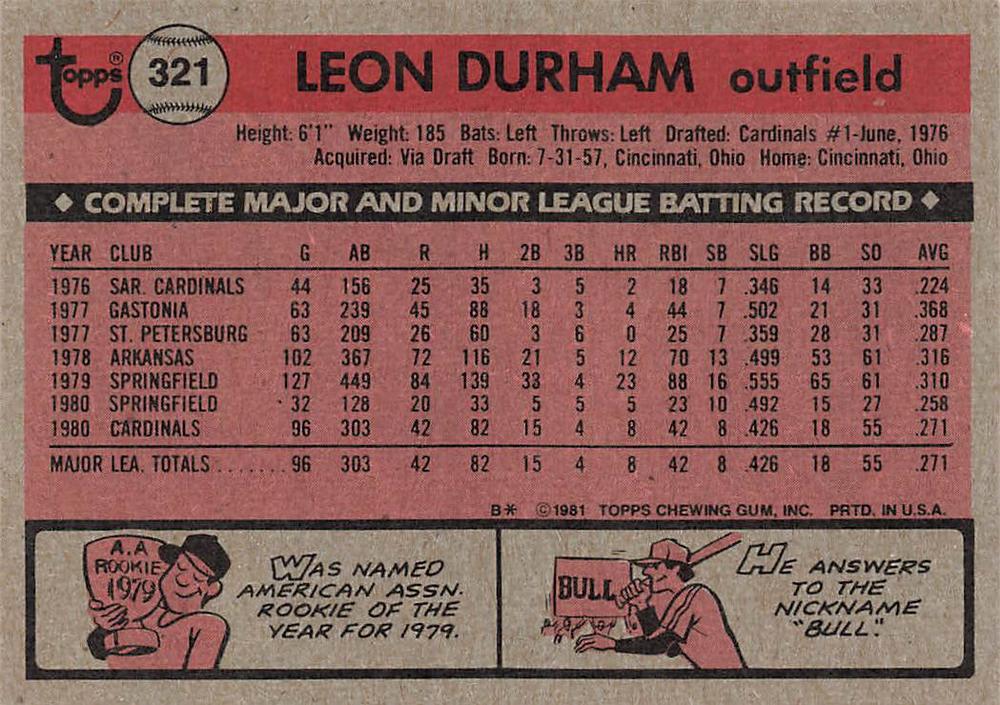 Topps® 321 LEON DURHAM outfield
Height: 6'1" Weight: 185 Bats: Left Throws: Left Drafted: Cardinals #1-June, 1976
Acquired: Via Draft Born: 7-31-57, Cincinnati, Ohio Home: Cincinnati, Ohio
◆ COMPLETE MAJOR AND MINOR LEAGUE BATTING RECORD ◆
YEAR CLUB G AB R H 2B 3B HR RBI SB SLG BB SO AVG
1976 SAR. CARDINALS 44 156 25 35 3 5 2 18 7 .346 14 33 .224
1977 GASTONIA 63 239 45 88 18 3 4 44 7 .502 21 31 .368
1977 ST. PETERSBURG 63 209 26 60 3 6 0 25 7 .359 28 31 .287
1978 ARKANSAS 102 367 72 116 21 5 12 70 13 .499 53 61 .316
1979 SPRINGFIELD 127 449 84 139 33 4 23 88 16 .555 65 61 .310
1980 SPRINGFIELD 32 128 20 33 5 5 5 23 10 .492 15 27 .258
1980 CARDINALS 96 303 42 82 15 4 8 42 8 .426 18 55 .271
MAJOR LEA. TOTALS ....... 96 303 42 82 15 4 8 42 8 .426 18 55 .271
B* ©1981 TOPPS CHEWING GUM, INC. PRTD. IN U.S.A.
A.A
ROOKIE
1979
WAS NAMED
AMERICAN ASSN.
ROOKIE OF THE
YEAR FOR 1979.
BULL
HE ANSWERS
TO THE
NICKNAME
"BULL."